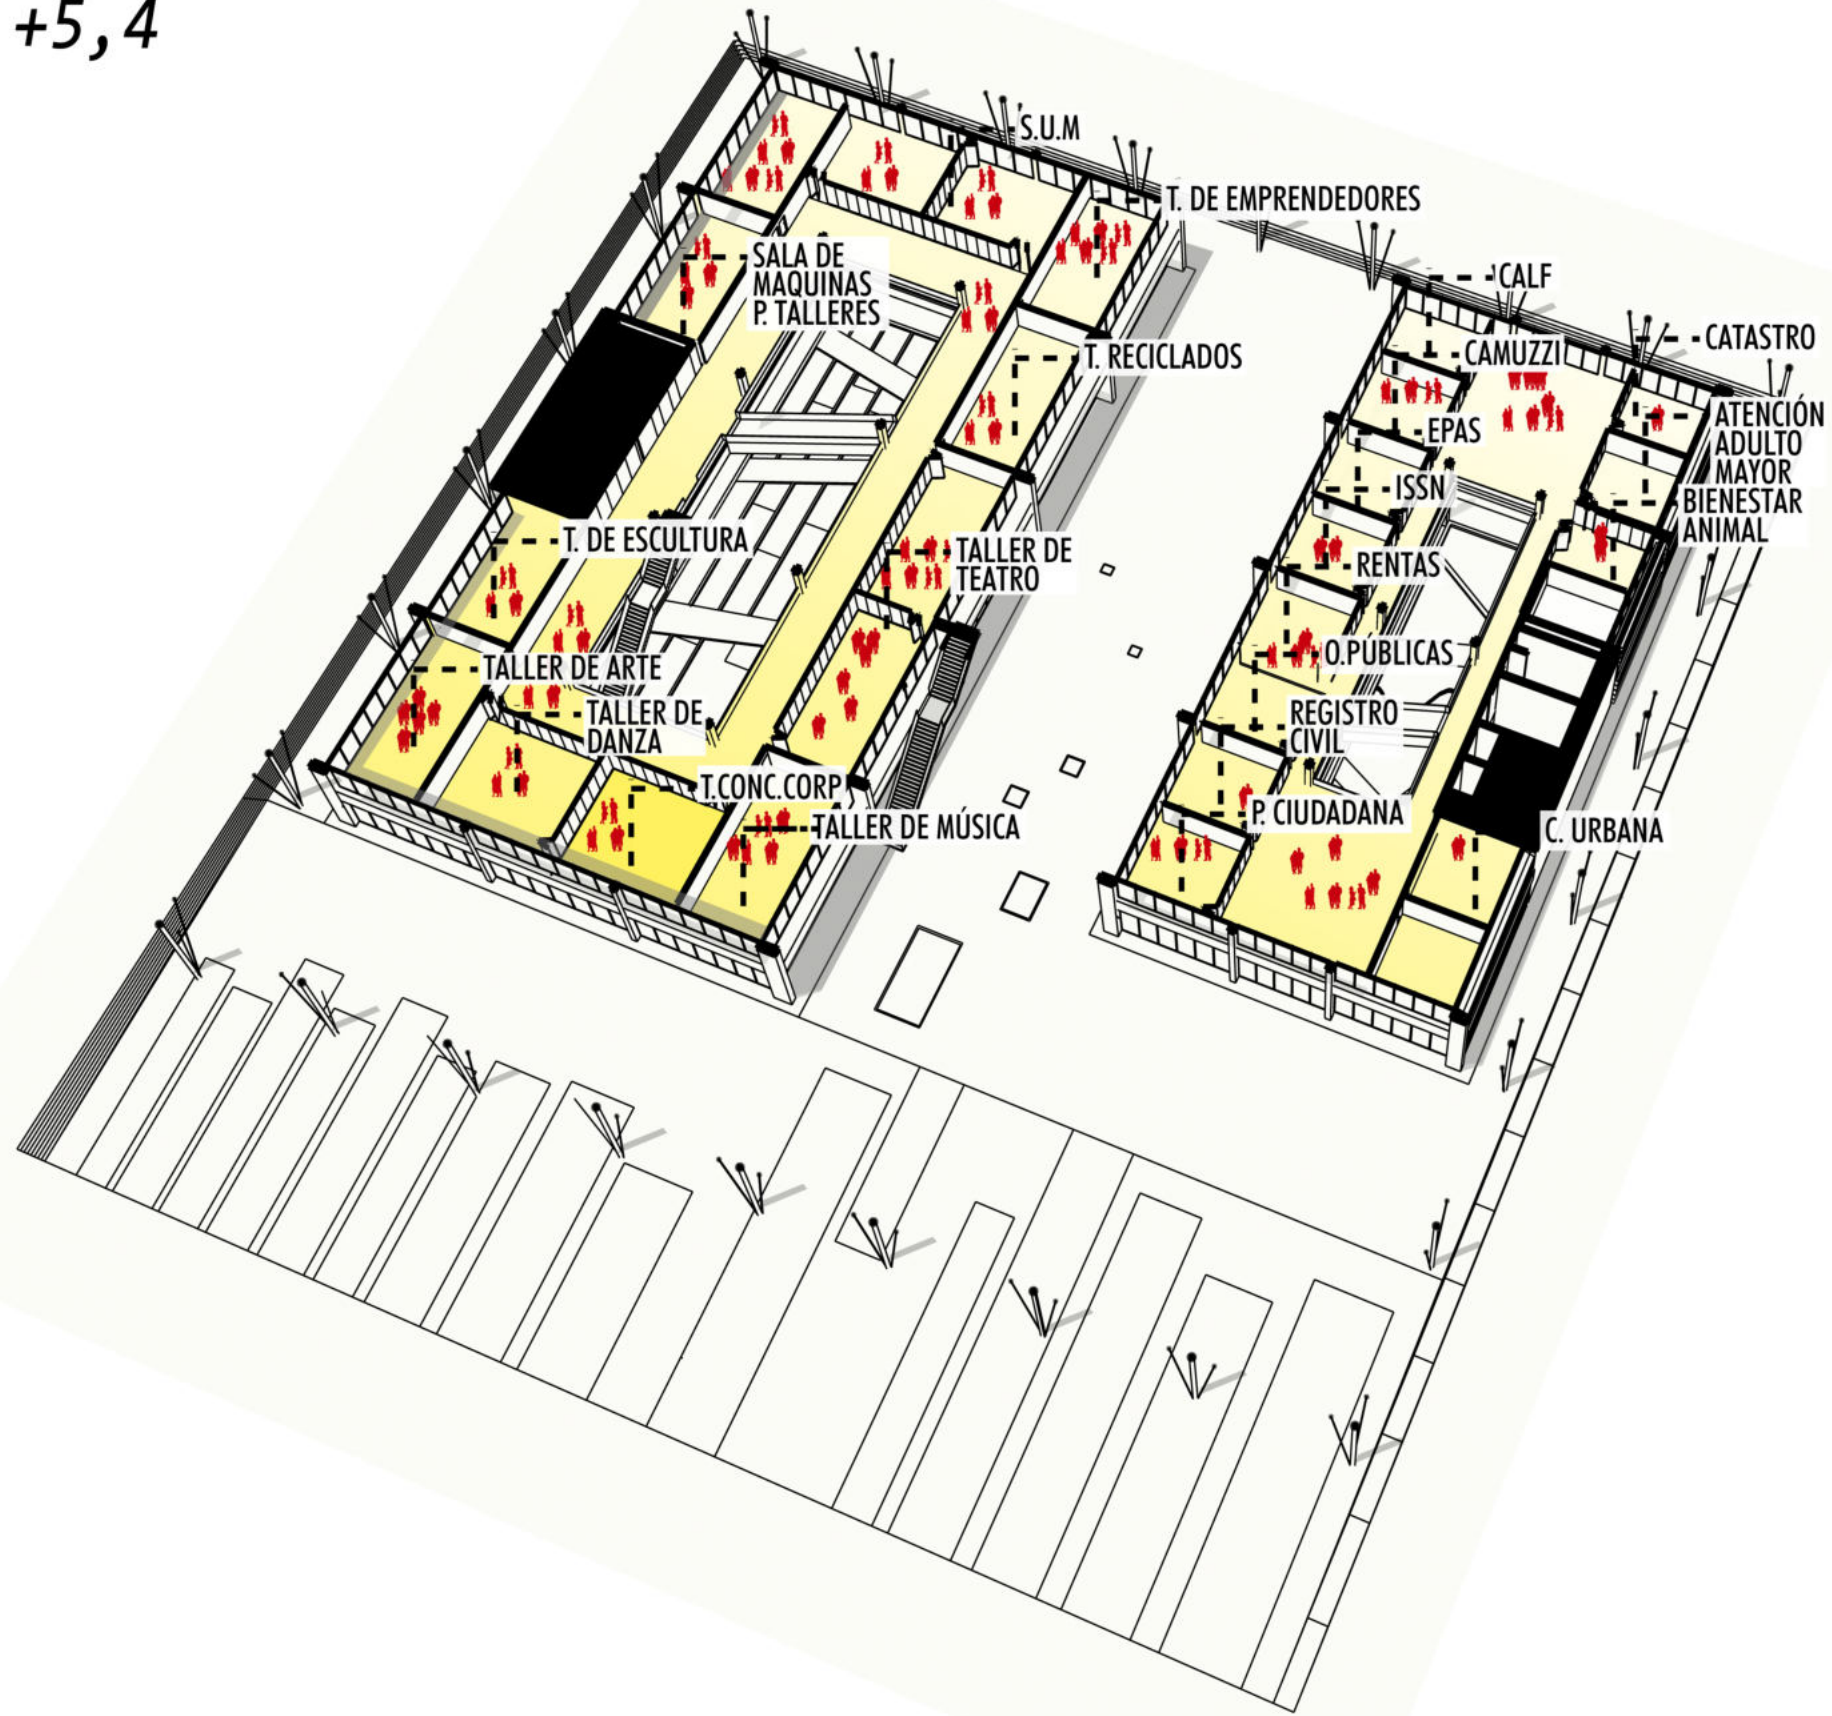 +5,4
S.U.M
T. DE EMPRENDEDORES
SALA DE
MAQUINAS
P. TALLERES
CALF
CATASTRO
CAMUZZI
T. RECICLADOS
ATENCIÓN
ADULTO
MAYOR
EPAS
ISSN
BIENESTAR
ANIMAL
T. DE ESCULTURA
TALLER DE
TEATRO
RENTAS
O.PÚBLICAS
TALLER DE ARTE
TALLER DE
DANZA
REGISTRO
CIVIL
T.CONC.CORP
P. CIUDADANA
TALLER DE MÚSICA
C. URBANA